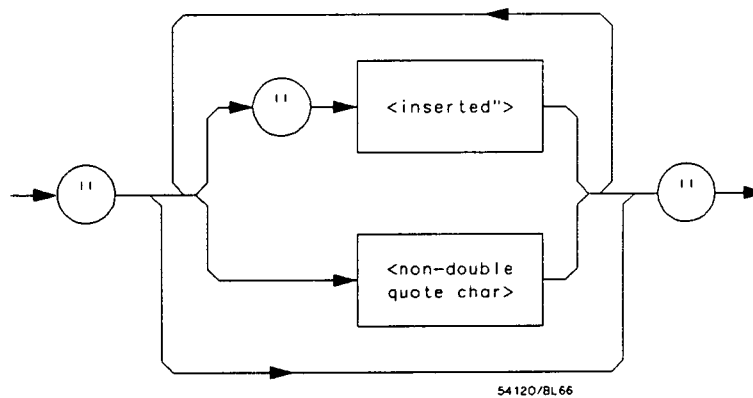 "
<inserted">
"
"
<non-double
quote char>
54120/BL66